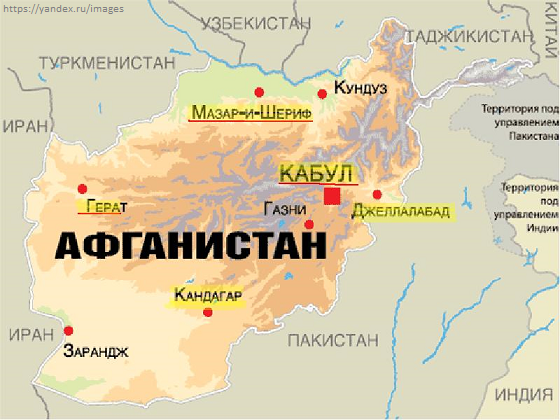 https://yandex.ru/images
УЗБЕКИСТАН
ТАДЖИКИСТАН
КИТАЙ
ТУРКМЕНИСТАН
Кундуз
Мазар-и-Шериф
Территория под
управлением
Пакистана
ИРАН
КАБУЛ
Территория
под
управлением
Индии
Герат
Газни
Джеллалабад
АФГАНИСТАН
Кандагар
ИРАН
Зарандж
ПАКИСТАН
ИНДИЯ